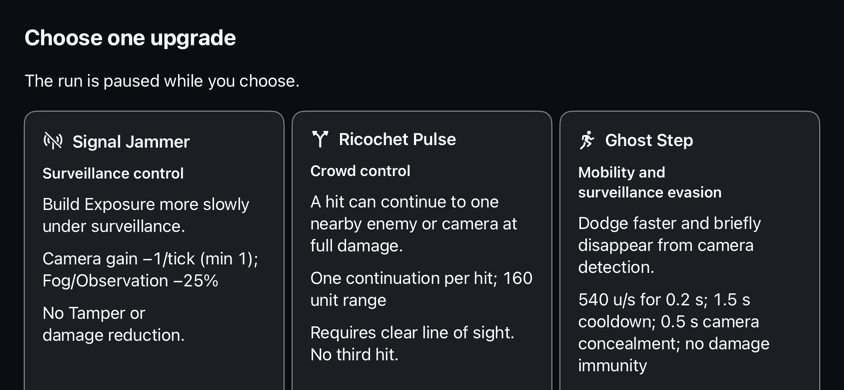 Choose one upgrade
The run is paused while you choose.
Signal Jammer
Surveillance control
Build Exposure more slowly
under surveillance.
Camera gain −1/tick (min 1);
Fog/Observation −25%
No Tamper or
damage reduction.
Ricochet Pulse
Crowd control
A hit can continue to one
nearby enemy or camera at
full damage.
One continuation per hit; 160
unit range
Requires clear line of sight.
No third hit.
Ghost Step
Mobility and
surveillance evasion
Dodge faster and briefly
disappear from camera
detection.
540 u/s for 0.2 s; 1.5 s
cooldown; 0.5 s camera
concealment; no damage
immunity